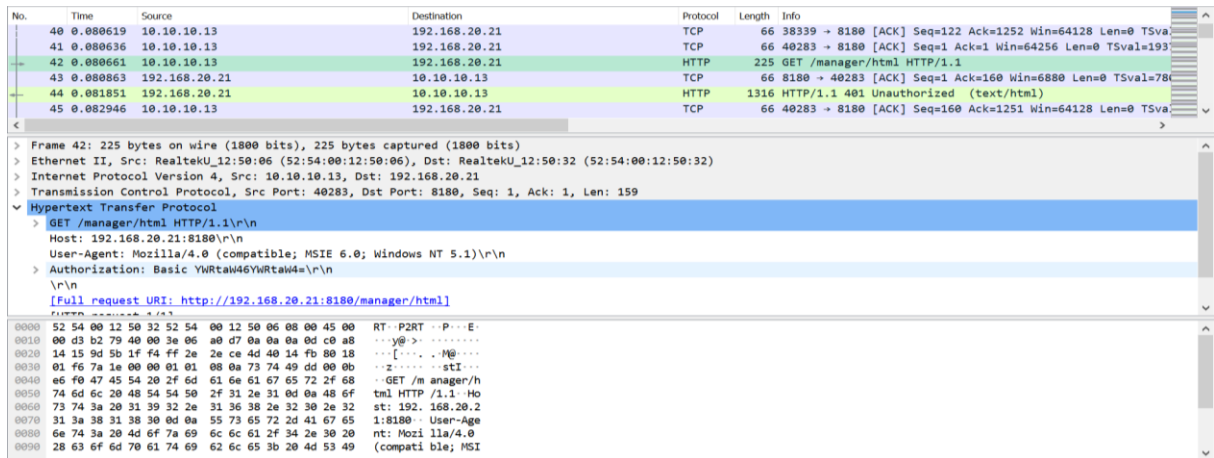 No. Time Source Destination Protocol Length Info
40 0.080619 10.10.10.13 192.168.20.21 TCP 66 38339 → 8180 [ACK] Seq=122 Ack=1252 Win=64128 Len=0 TSva
41 0.080636 10.10.10.13 192.168.20.21 TCP 66 40283 → 8180 [ACK] Seq=1 Ack=1 Win=64256 Len=0 TSval=193
42 0.080661 10.10.10.13 192.168.20.21 HTTP 225 GET /manager/html HTTP/1.1
43 0.080863 192.168.20.21 10.10.10.13 TCP 66 8180 → 40283 [ACK] Seq=1 Ack=160 Win=6880 Len=0 TSval=78
44 0.081851 192.168.20.21 10.10.10.13 HTTP 1316 HTTP/1.1 401 Unauthorized (text/html)
45 0.082946 10.10.10.13 192.168.20.21 TCP 66 40283 → 8180 [ACK] Seq=160 Ack=1251 Win=64128 Len=0 TSva
> Frame 42: 225 bytes on wire (1800 bits), 225 bytes captured (1800 bits)
> Ethernet II, Src: RealtekU_12:50:06 (52:54:00:12:50:06), Dst: RealtekU_12:50:32 (52:54:00:12:50:32)
> Internet Protocol Version 4, Src: 10.10.10.13, Dst: 192.168.20.21
> Transmission Control Protocol, Src Port: 40283, Dst Port: 8180, Seq: 1, Ack: 1, Len: 159
Hypertext Transfer Protocol
> GET /manager/html HTTP/1.1\r\n
Host: 192.168.20.21:8180\r\n
User-Agent: Mozilla/4.0 (compatible; MSIE 6.0; Windows NT 5.1)\r\n
> Authorization: Basic YWRtaW46YWRtaW4=\r\n
\r\n
[Full request URI: http://192.168.20.21:8180/manager/html]
[HTTP request 1/1]
0000 52 54 00 12 50 32 52 54 00 12 50 06 08 00 45 00 RT··P2RT ··P···E·
0010 00 d3 b2 79 40 00 3e 06 a0 d7 0a 0a 0a 0d c0 a8 ···y@·>· ········
0020 14 15 9d 5b 1f f4 ff 2e 2e ce 4d 40 14 fb 80 18 ···[···. .·M@····
0030 01 f6 7a 1e 00 00 01 01 08 0a 73 74 49 dd 00 0b ··z····· ··stI···
0040 e6 f0 47 45 54 20 2f 6d 61 6e 61 67 65 72 2f 68 ··GET /m anager/h
0050 74 6d 6c 20 48 54 54 50 2f 31 2e 31 0d 0a 48 6f tml HTTP /1.1··Ho
0060 73 74 3a 20 31 39 32 2e 31 36 38 2e 32 30 2e 32 st: 192. 168.20.2
0070 31 3a 38 31 38 30 0d 0a 55 73 65 72 2d 41 67 65 1:8180·· User-Age
0080 6e 74 3a 20 4d 6f 7a 69 6c 6c 61 2f 34 2e 30 20 nt: Mozi lla/4.0
0090 28 63 6f 6d 70 61 74 69 62 6c 65 3b 20 4d 53 49 (compati ble; MSI